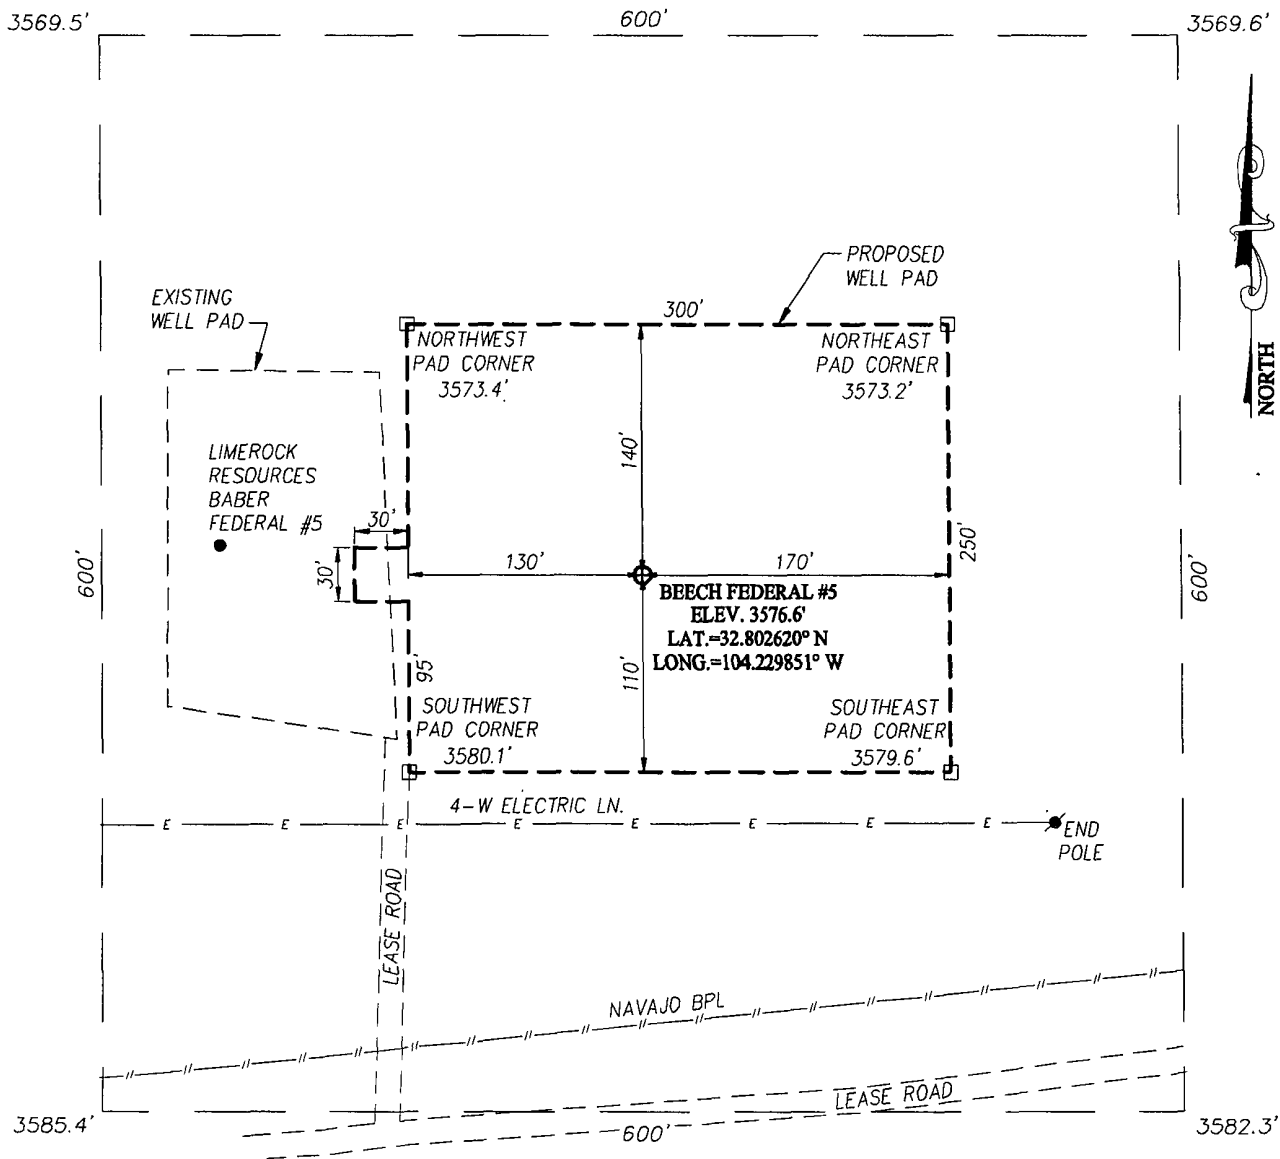 3569.5'
600'
3569.6'
PROPOSED
WELL PAD
EXISTING
WELL PAD
300'
NORTHWEST
PAD CORNER
3573.4'
NORTHEAST
PAD CORNER
3573.2'
NORTH
140'
LIMEROCK
RESOURCES
BABER
FEDERAL #5
30'
30'
600'
130'
170'
250'
600'
BEECH FEDERAL #5
ELEV. 3576.6'
LAT.=32.802620° N
LONG.=104.229851° W
95'
110'
SOUTHWEST
PAD CORNER
3580.1'
SOUTHEAST
PAD CORNER
3579.6'
4-W ELECTRIC LN.
E E E E E E E E
END
POLE
LEASE ROAD
NAVAJO BPL
LEASE ROAD
3585.4'
600'
3582.3'